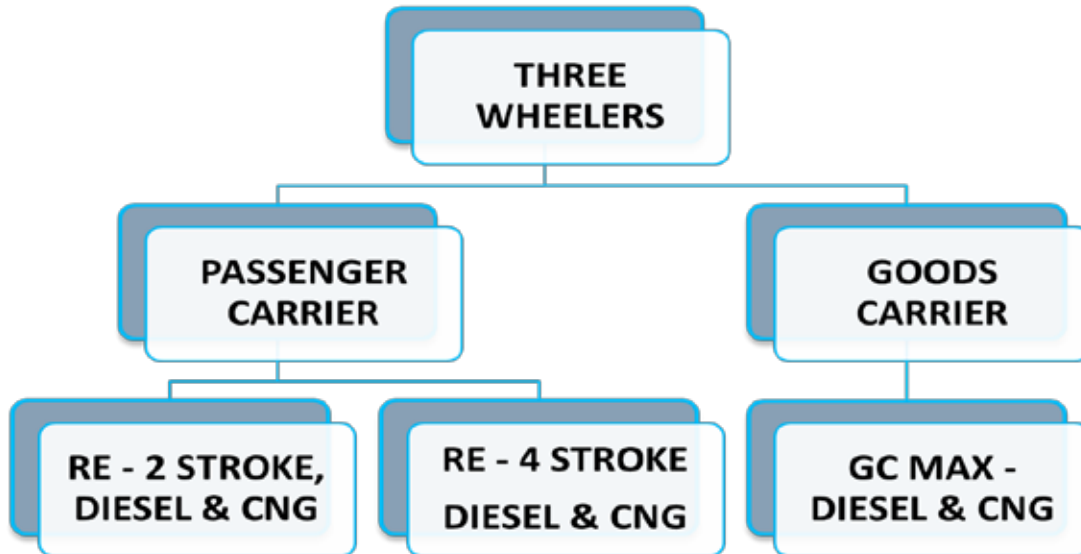 THREE
WHEELERS
PASSENGER
CARRIER
GOODS
CARRIER
RE - 2 STROKE,
DIESEL & CNG
RE - 4 STROKE
DIESEL & CNG
GC MAX -
DIESEL & CNG